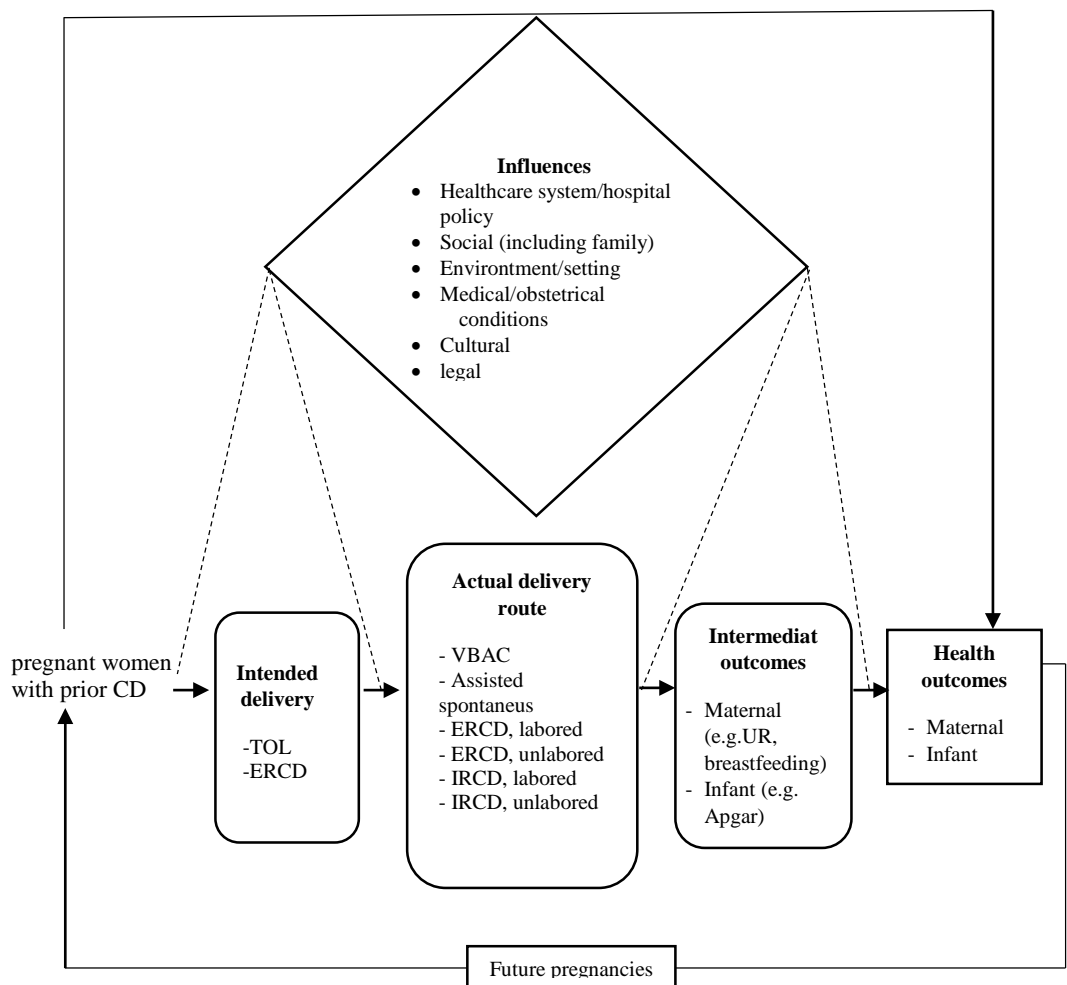 Influences
• Healthcare system/hospital
policy
• Social (including family)
• Environtment/setting
• Medical/obstetrical
conditions
• Cultural
• legal
pregnant women
with prior CD
Intended
delivery
-TOL
-ERCD
Actual delivery
route
- VBAC
- Assisted
spontaneus
- ERCD, labored
- ERCD, unlabored
- IRCD, labored
- IRCD, unlabored
Intermediat
outcomes
- Maternal
(e.g.UR,
breastfeeding)
- Infant (e.g.
Apgar)
Health
outcomes
- Maternal
- Infant
Future pregnancies